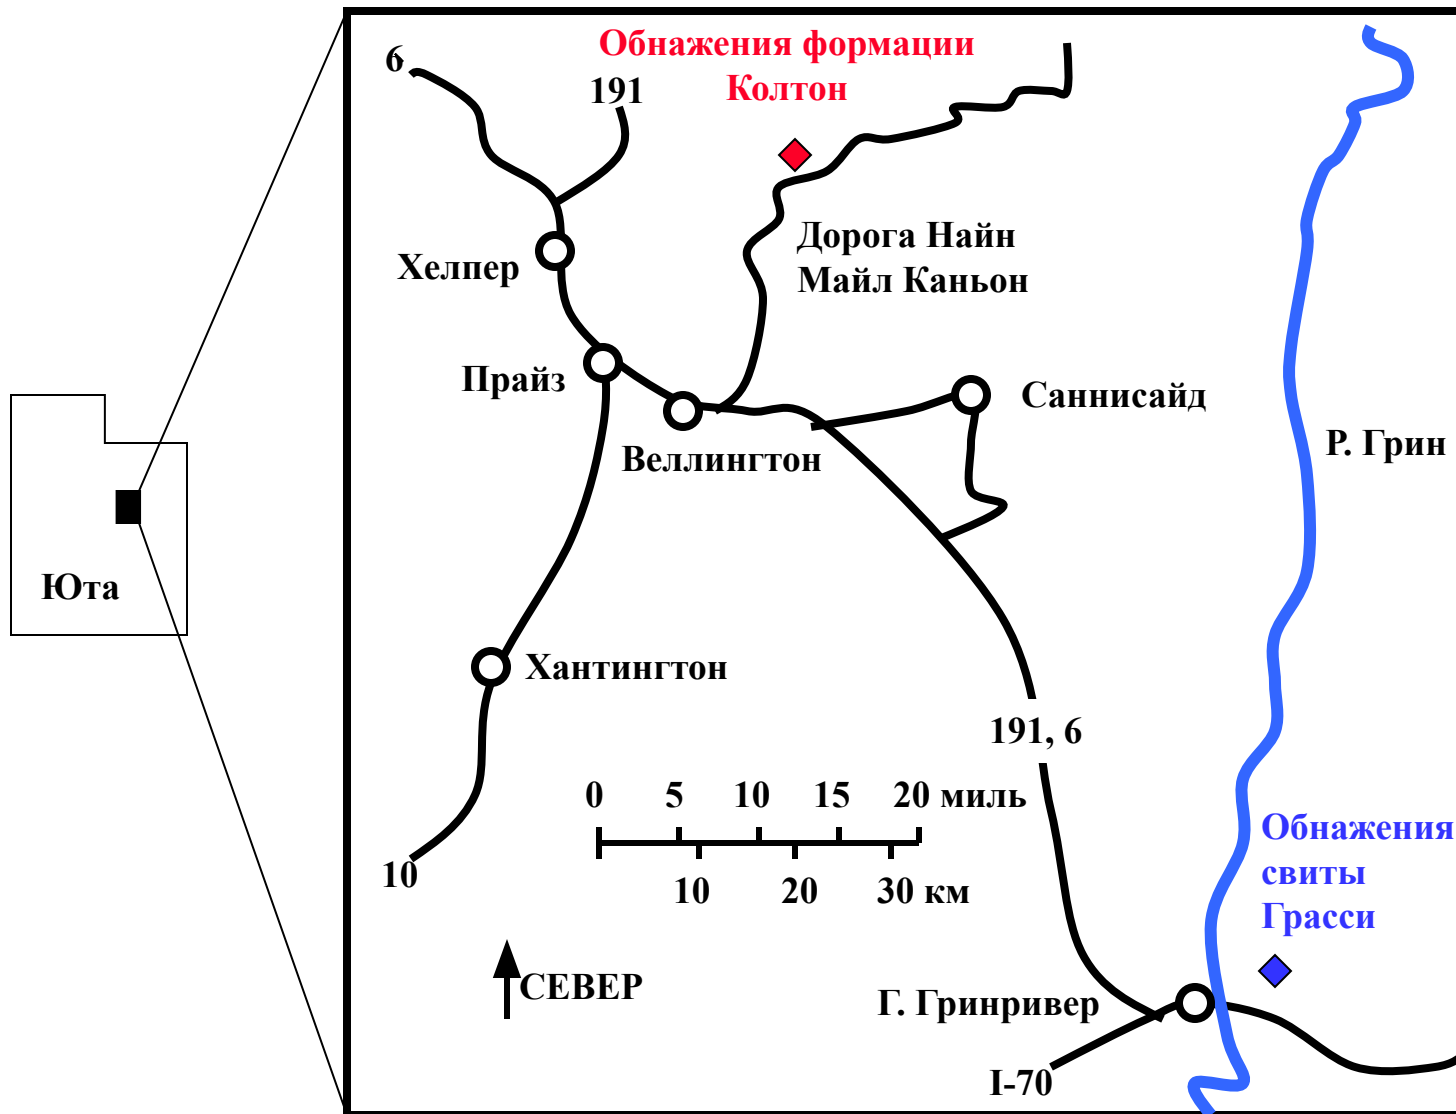 6
Обнажения формации
Колтон
191
Дорога Найн
Майл Каньон
Хелпер
Прайз
Саннисайд
Веллингтон
Р. Грин
Юта
Хантингтон
191, 6
0 5 10 15 20 миль
10 20 30 км
Обнажения
свиты
Грасси
10
СЕВЕР
Г. Гринривер
I-70